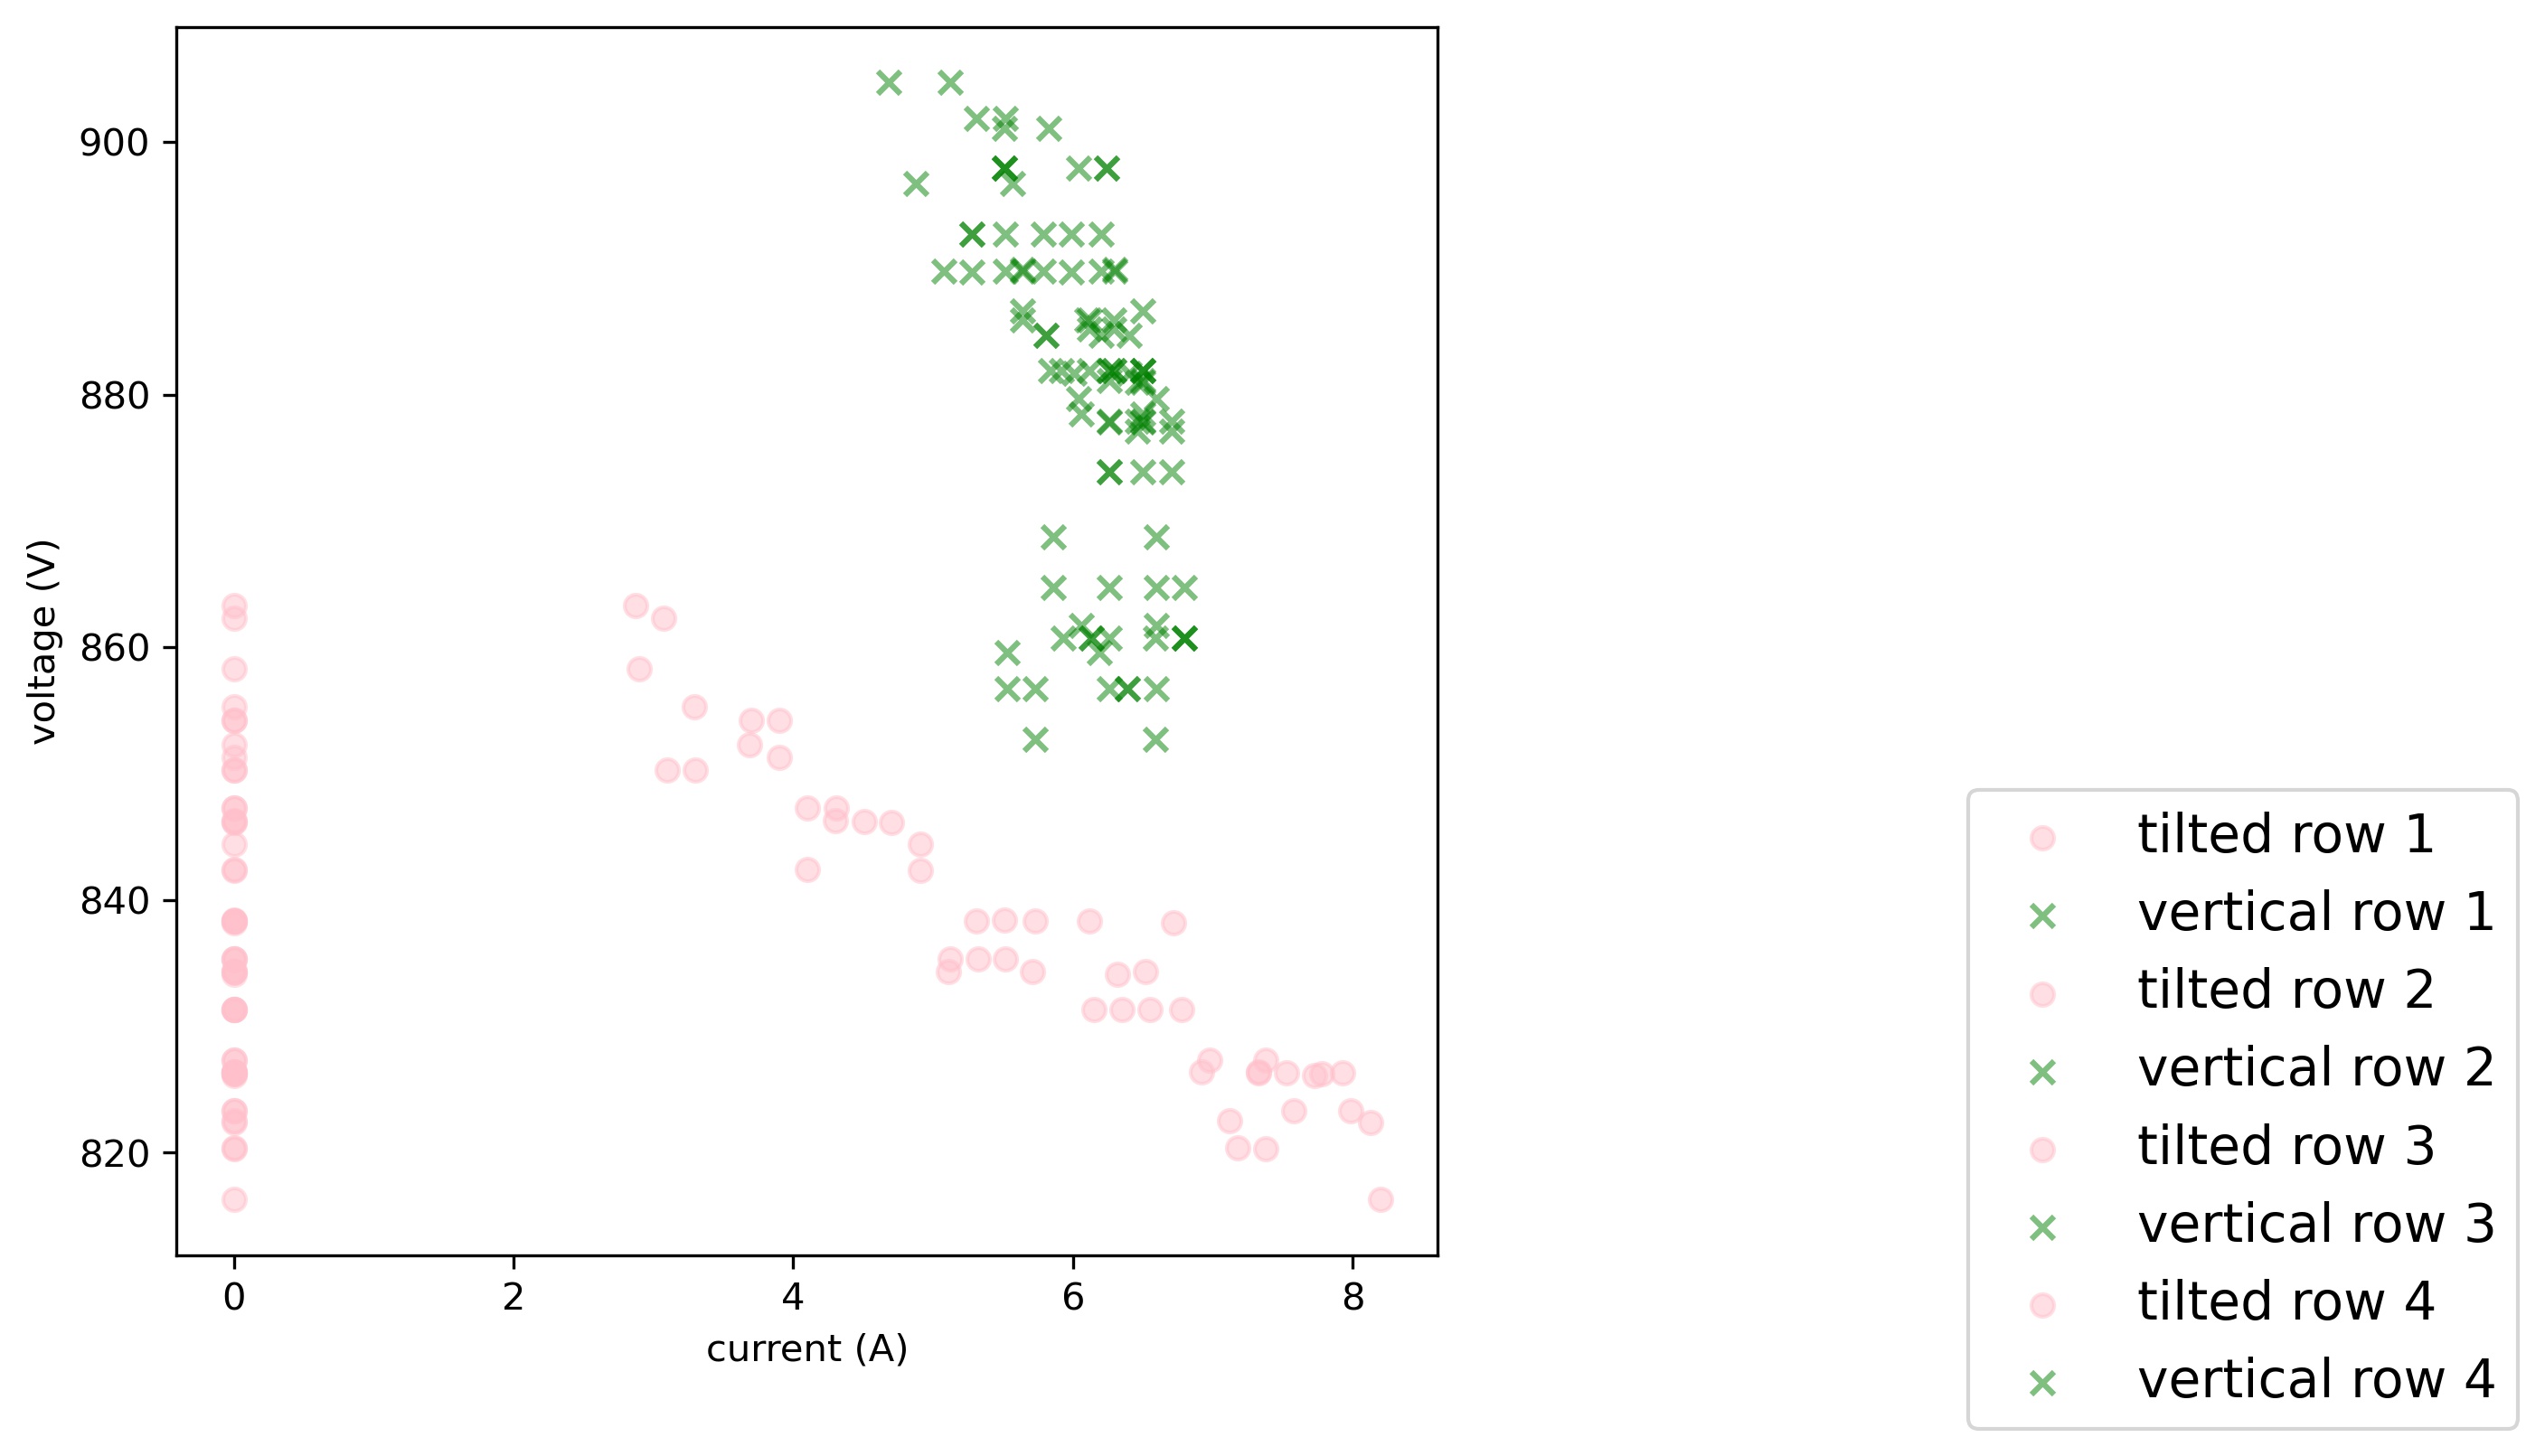 900
880
860
840
820
voltage (V)
0 2 4 6 8
current (A)
tilted row 1
vertical row 1
tilted row 2
vertical row 2
tilted row 3
vertical row 3
tilted row 4
vertical row 4